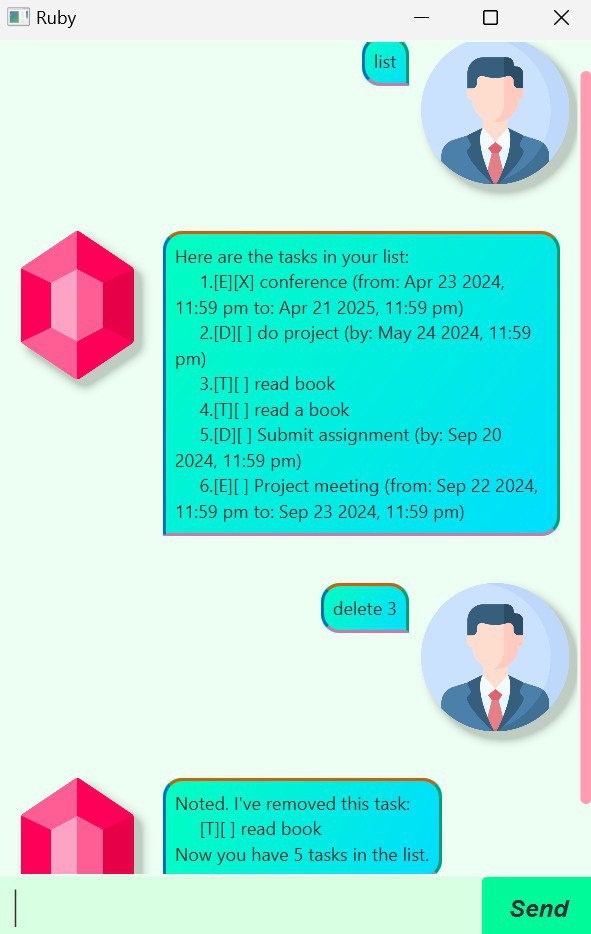 Ruby
list
Here are the tasks in your list:
1.[E][X] conference (from: Apr 23 2024,
11:59 pm to: Apr 21 2025, 11:59 pm)
2.[D][ ] do project (by: May 24 2024, 11:59
pm)
3.[T][ ] read book
4.[T][ ] read a book
5.[D][ ] Submit assignment (by: Sep 20
2024, 11:59 pm)
6.[E][ ] Project meeting (from: Sep 22 2024,
11:59 pm to: Sep 23 2024, 11:59 pm)
delete 3
Noted. I've removed this task:
[T][ ] read book
Now you have 5 tasks in the list.
Send